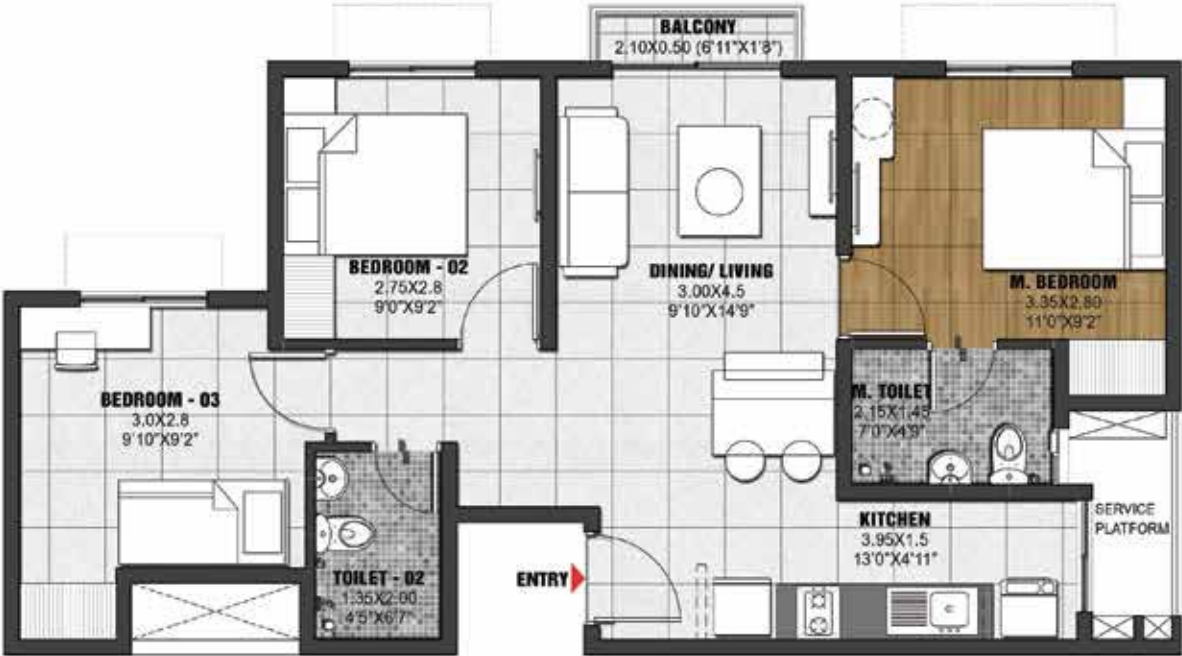 BALCONY
2.10X0.50 (6'11"X1'8")
BEDROOM - 02
2.75X2.8
9'0"X9'2"
DINING/ LIVING
3.00X4.5
9'10"X14'9"
M. BEDROOM
3.35X2.80
11'0"X9'2"
BEDROOM - 03
3.0X2.8
9'10"X9'2"
M. TOILET
2.15X1.45
7'0"X4'9"
KITCHEN
3.95X1.5
13'0"X4'11"
SERVICE
PLATFORM
ENTRY
TOILET - 02
1.35X2.00
4'5"X6'7"